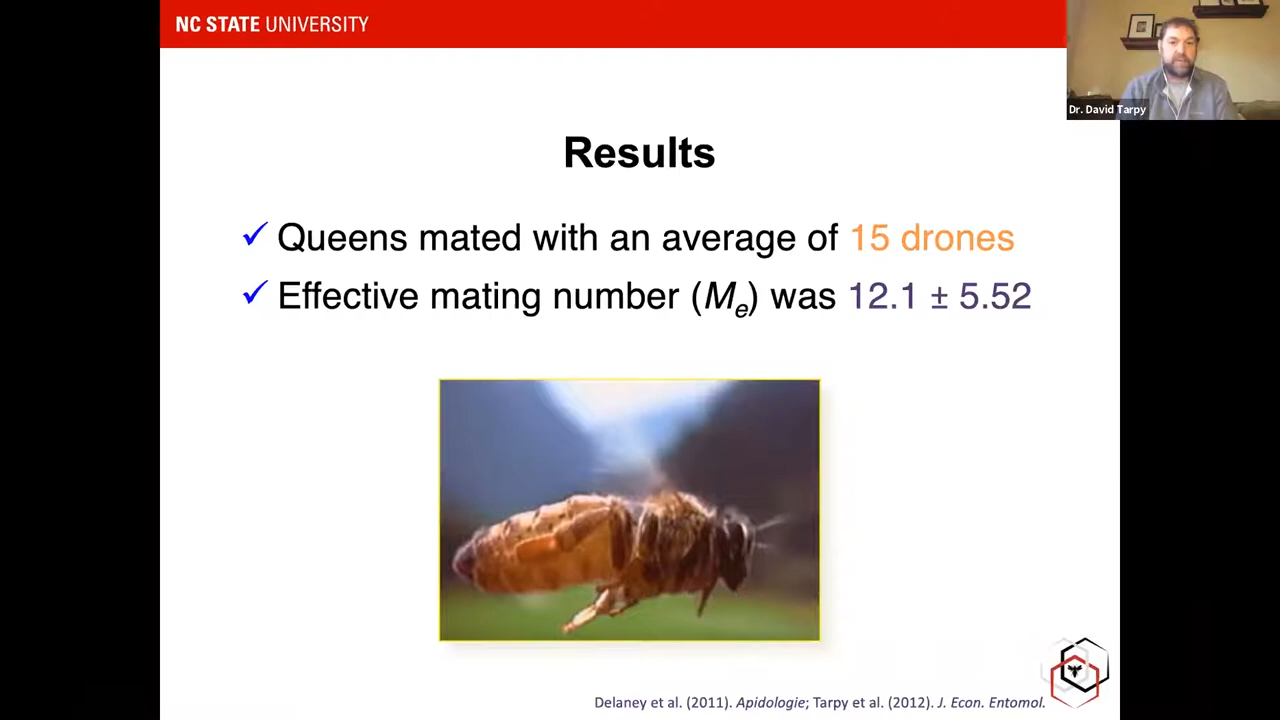 NC STATE UNIVERSITY
Dr. David Tarpy
Results
✓ Queens mated with an average of 15 drones
✓ Effective mating number (Me) was 12.1 ± 5.52
Delaney et al. (2011). Apidologie; Tarpy et al. (2012). J. Econ. Entomol.